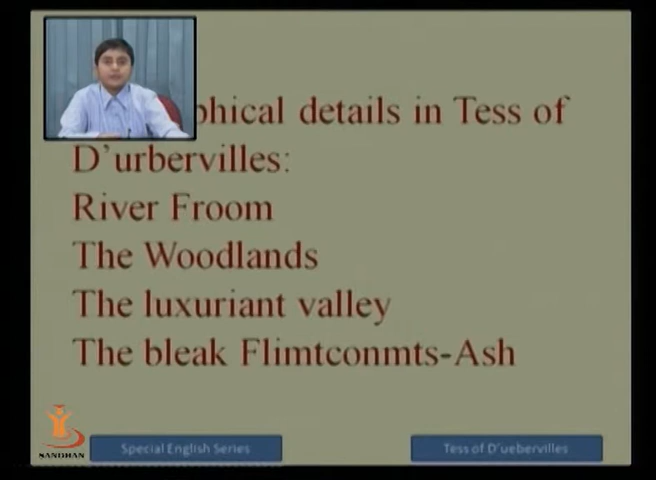 phical details in Tess of
D'urbervilles:
River Froom
The Woodlands
The luxuriant valley
The bleak Flimtconmts-Ash
SANDHAN
Special English Series
Tess of D'uebervilles